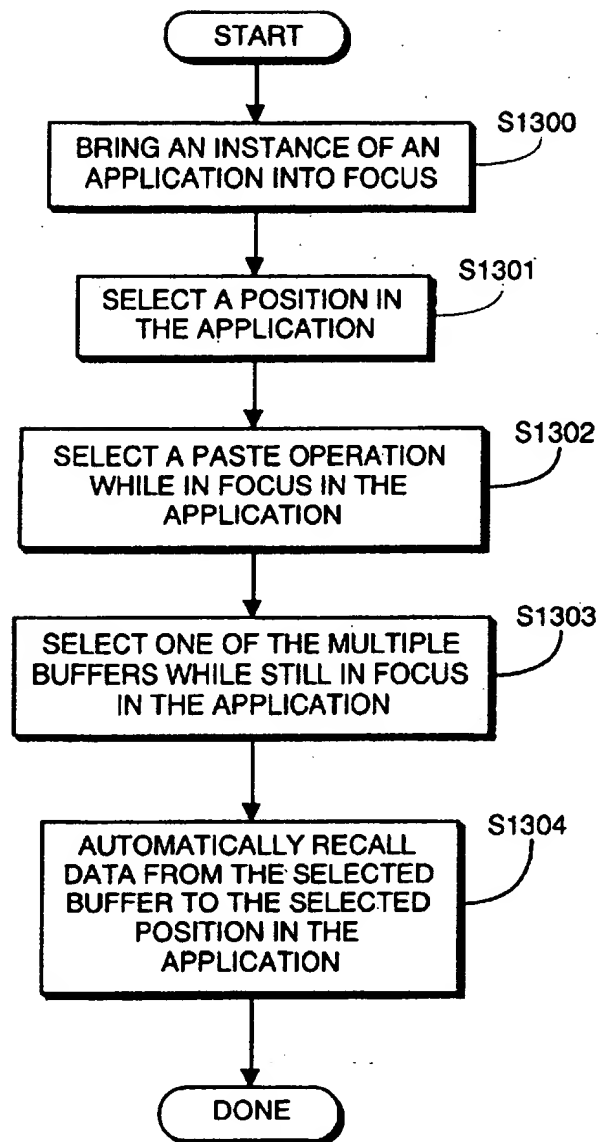 START
S1300
BRING AN INSTANCE OF AN
APPLICATION INTO FOCUS
S1301
SELECT A POSITION IN
THE APPLICATION
S1302
SELECT A PASTE OPERATION
WHILE IN FOCUS IN THE
APPLICATION
S1303
SELECT ONE OF THE MULTIPLE
BUFFERS WHILE STILL IN FOCUS
IN THE APPLICATION
S1304
AUTOMATICALLY RECALL
DATA FROM THE SELECTED
BUFFER TO THE SELECTED
POSITION IN THE
APPLICATION
DONE